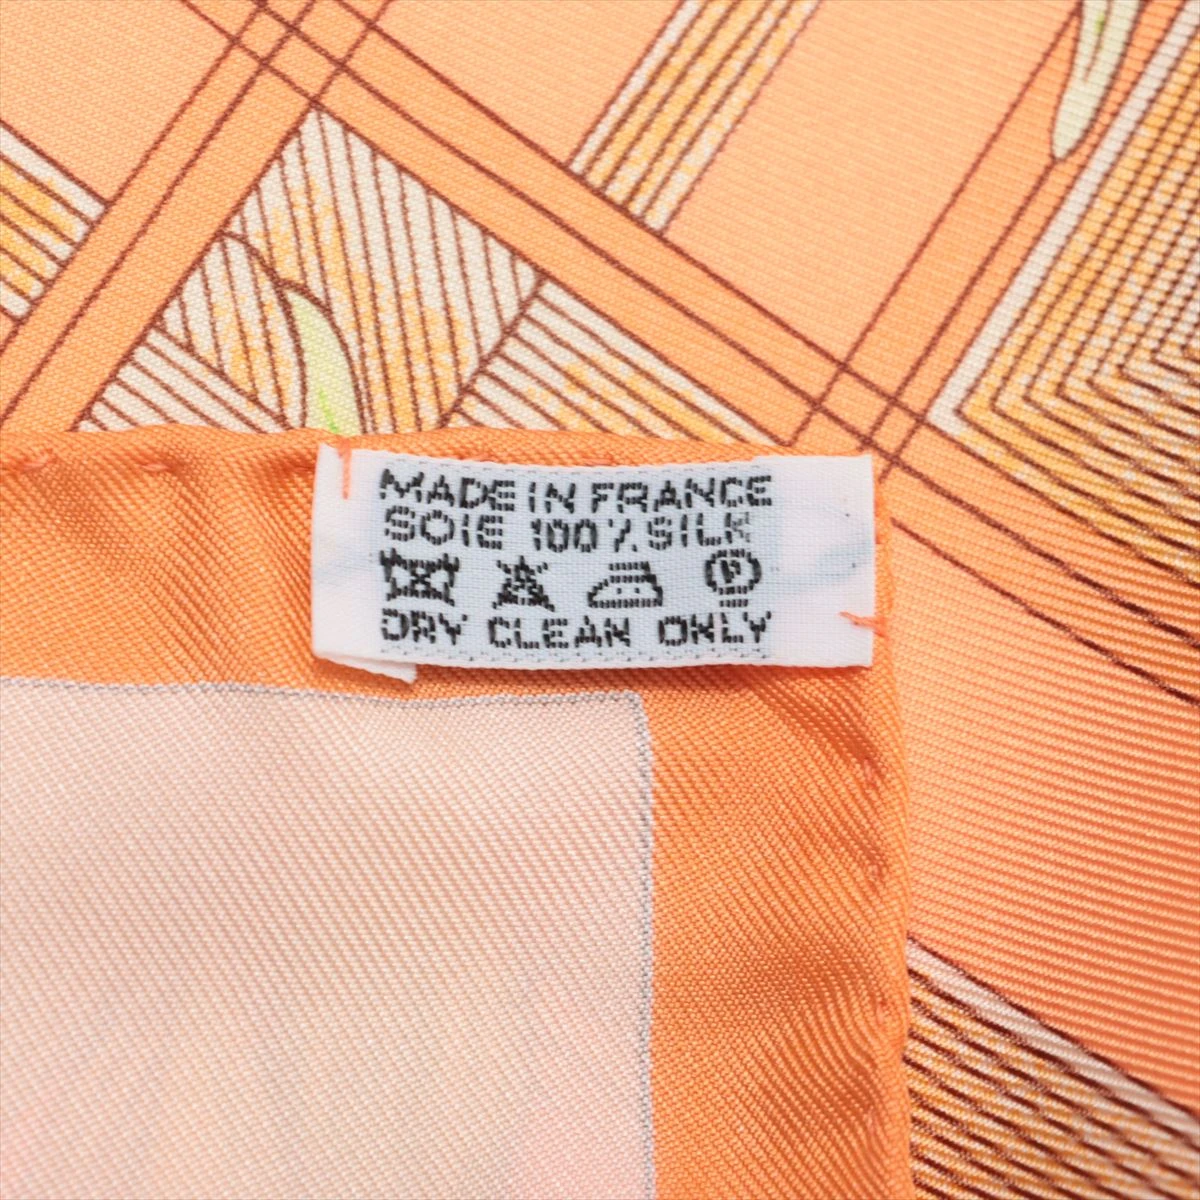 MADE IN FRANCE
SOIE 100% SILK
P
DRY CLEAN ONLY